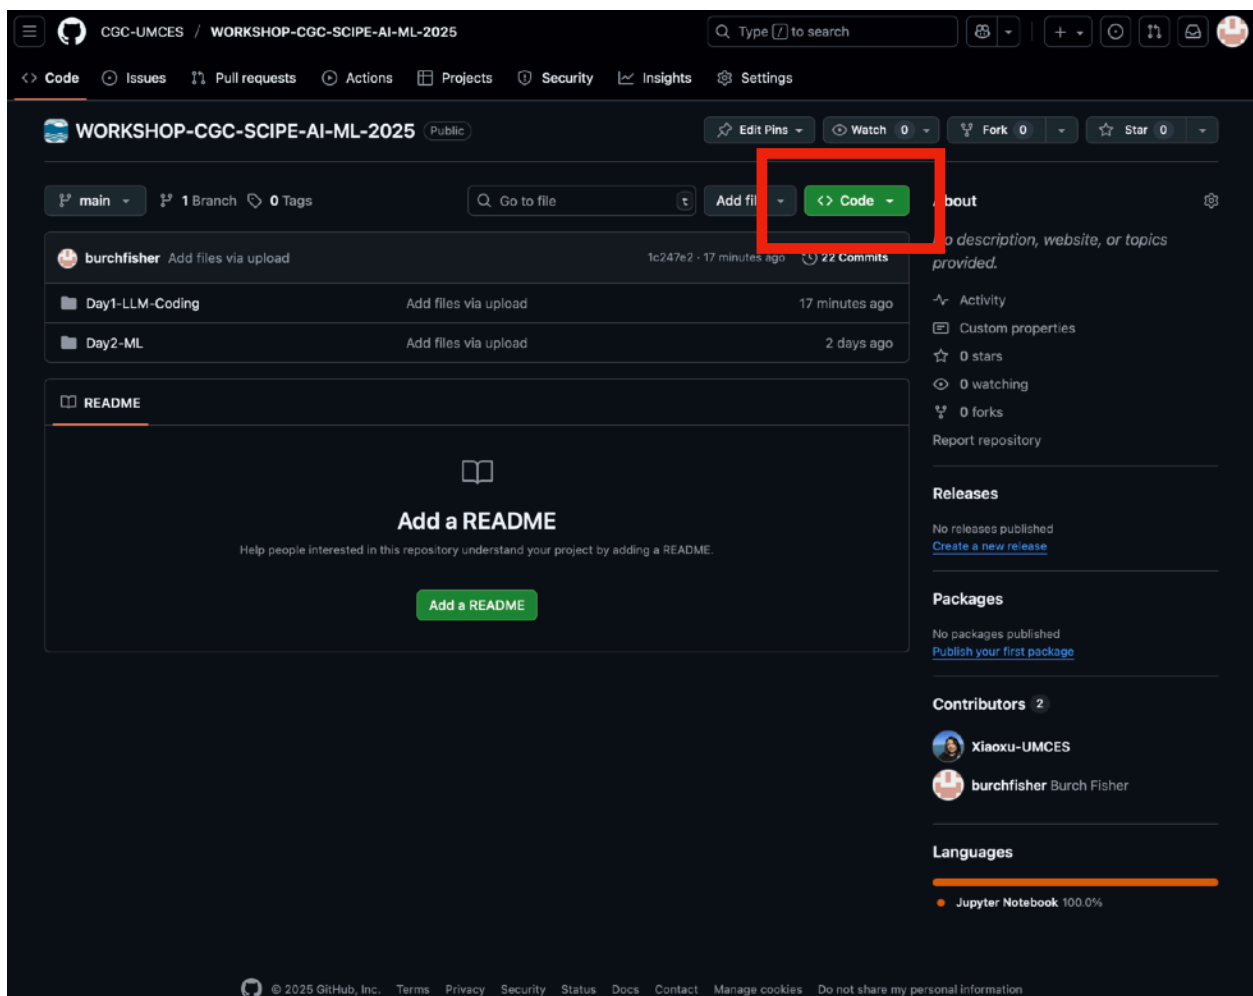 CGC-UMCES / WORKSHOP-CGC-SCIPE-AI-ML-2025
Type / to search
Code Issues Pull requests Actions Projects Security Insights Settings
WORKSHOP-CGC-SCIPE-AI-ML-2025 Public
Edit Pins Watch 0 Fork 0 Star 0
main 1 Branch 0 Tags
Go to file t
Add fil
<> Code
burchfisher Add files via upload
1c247e2 · 17 minutes ago 22 Commits
Day1-LLM-Coding Add files via upload 17 minutes ago
Day2-ML Add files via upload 2 days ago
README
Add a README
Help people interested in this repository understand your project by adding a README.
Add a README
bout
o description, website, or topics
provided.
Activity
Custom properties
0 stars
0 watching
0 forks
Report repository
Releases
No releases published
Create a new release
Packages
No packages published
Publish your first package
Contributors 2
Xiaoxu-UMCES
burchfisher Burch Fisher
Languages
Jupyter Notebook 100.0%
© 2025 GitHub, Inc. Terms Privacy Security Status Docs Contact Manage cookies Do not share my personal information